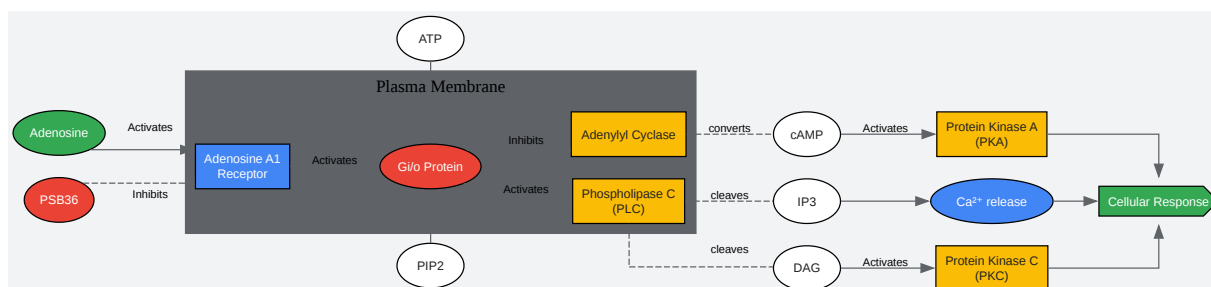 ATP
Plasma Membrane
Adenosine
Activates
Adenosine A1
Receptor
PSB36
Inhibits
Activates
Gi/o Protein
Inhibits
Activates
Adenylyl Cyclase
Phospholipase C
(PLC)
PIP2
converts
cAMP
Activates
Protein Kinase A
(PKA)
cleaves
IP3
Ca²⁺ release
Cellular Response
cleaves
DAG
Activates
Protein Kinase C
(PKC)